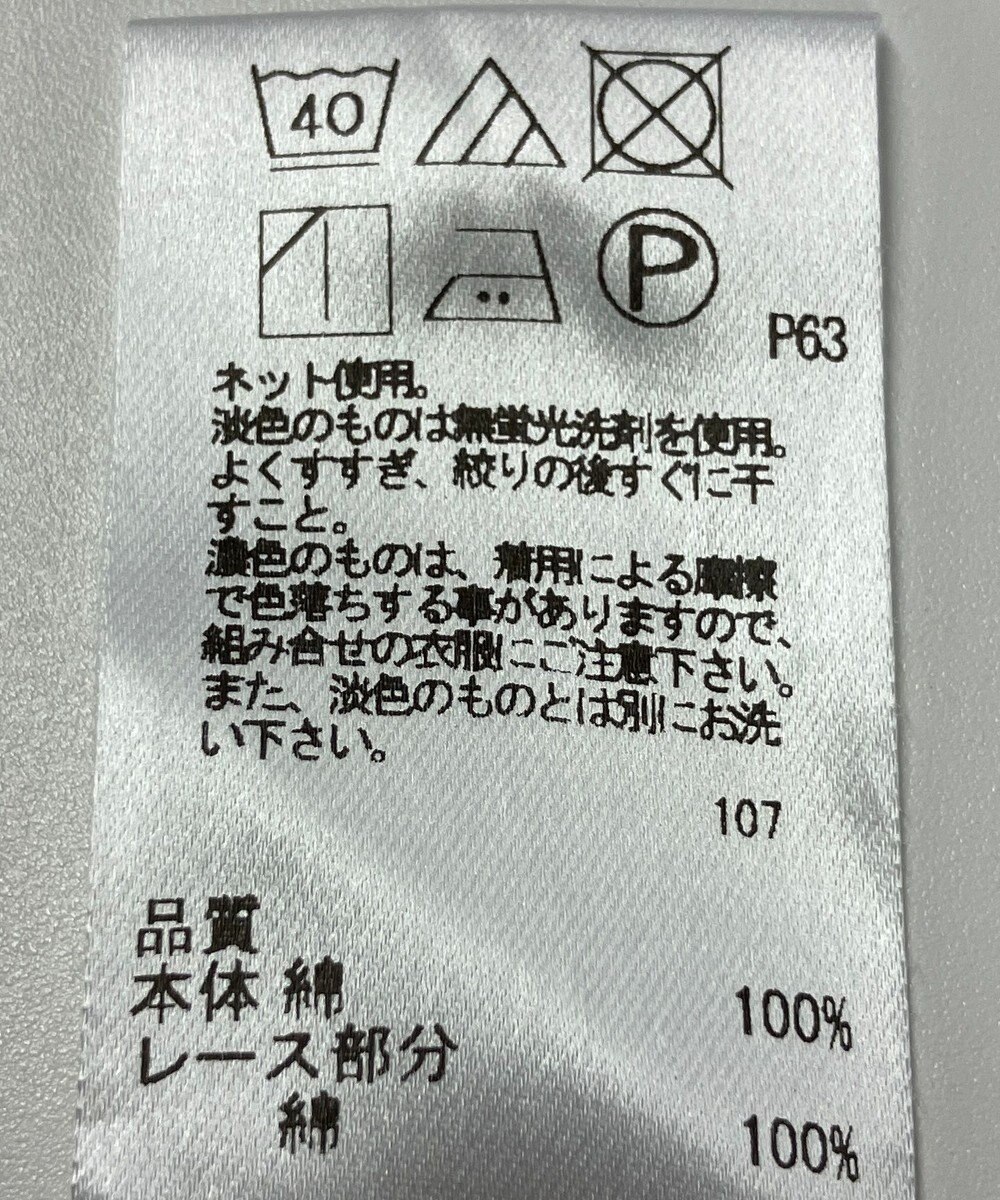 40
P
P63
ネット使用。
淡色のものは無蛍光洗剤を使用。
よくすすぎ、絞りの後すぐに干
すこと。
濃色のものは、着用による摩擦
で色落ちする事がありますので、
組み合せの衣服にご注意下さい。
また、淡色のものとは別にお洗
い下さい。
107
品質
本体 綿 100%
レース部分
綿 100%